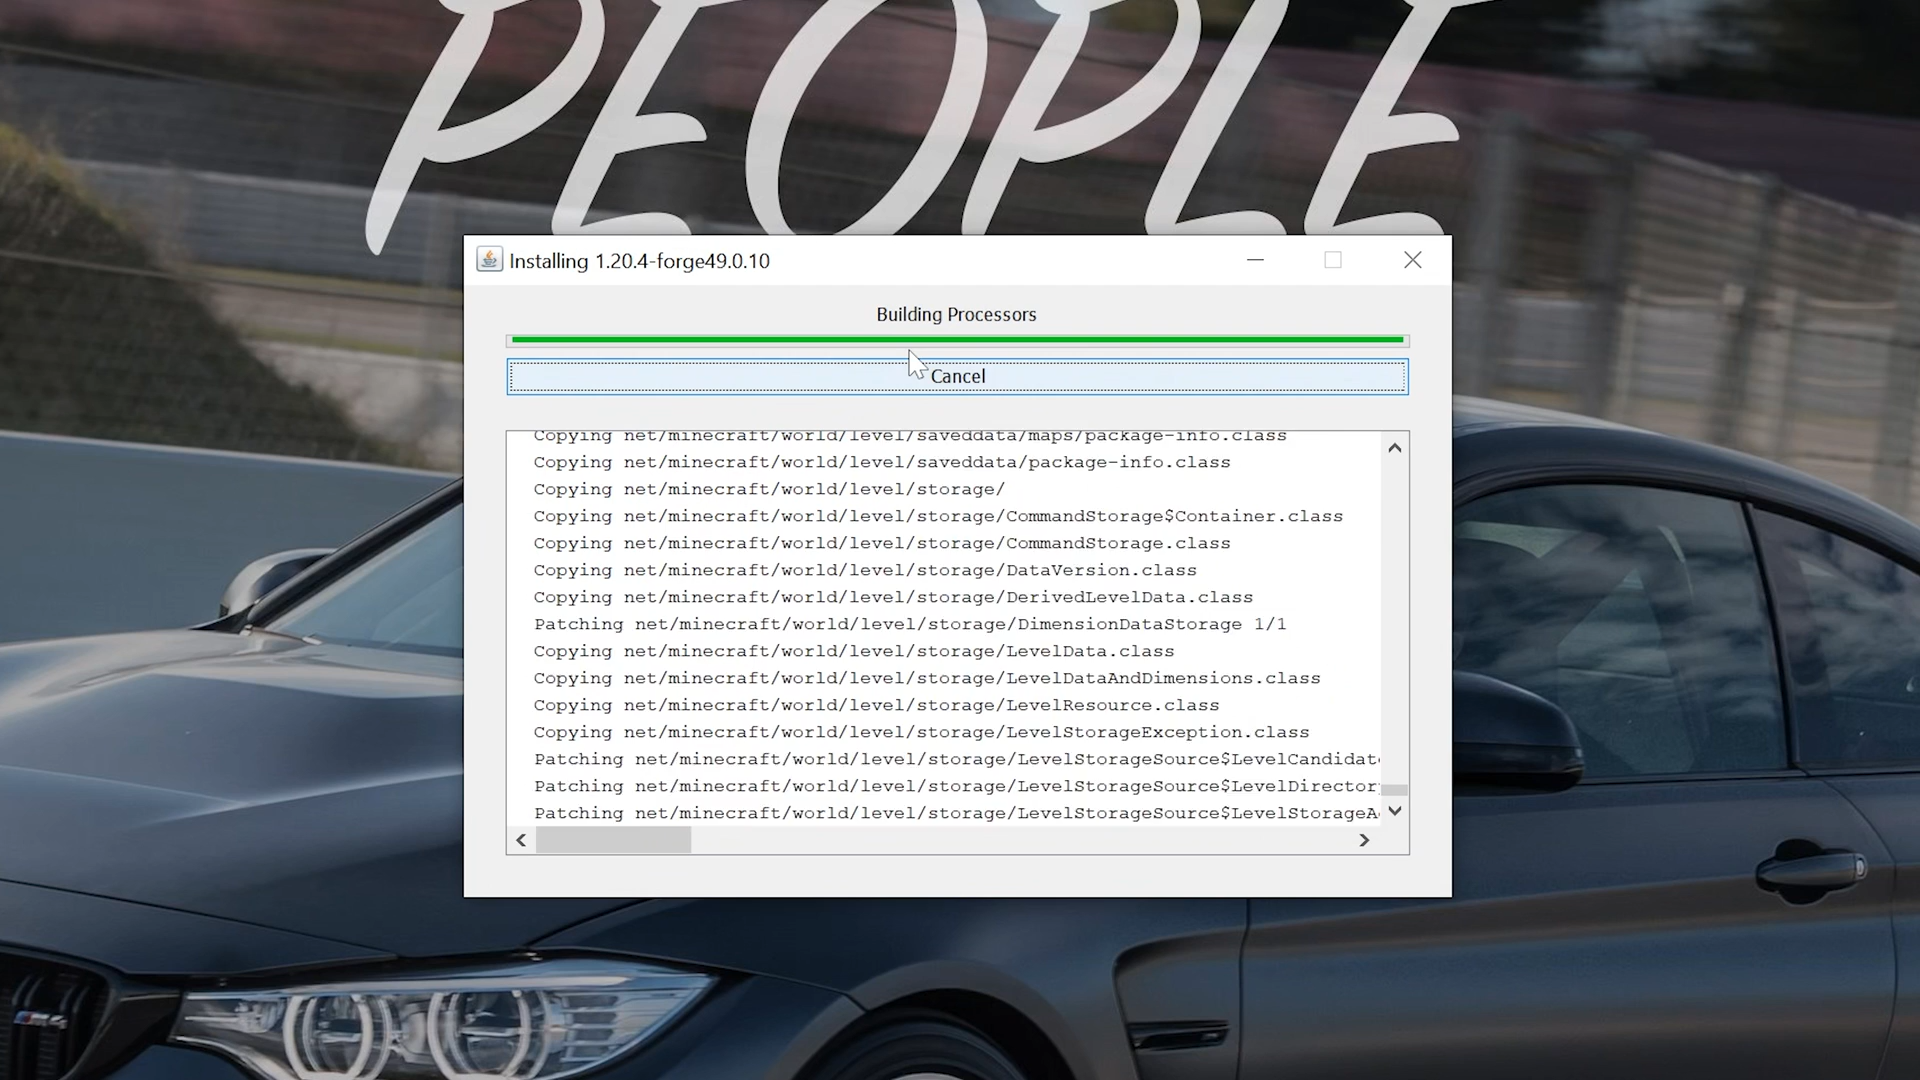 PEOPLE
Installing 1.20.4-forge49.0.10
Building Processors
Cancel
Copying net/minecraft/world/level/saveddata/maps/package-info.class
Copying net/minecraft/world/level/saveddata/package-info.class
Copying net/minecraft/world/level/storage/
Copying net/minecraft/world/level/storage/CommandStorage$Container.class
Copying net/minecraft/world/level/storage/CommandStorage.class
Copying net/minecraft/world/level/storage/DataVersion.class
Copying net/minecraft/world/level/storage/DerivedLevelData.class
Patching net/minecraft/world/level/storage/DimensionDataStorage 1/1
Copying net/minecraft/world/level/storage/LevelData.class
Copying net/minecraft/world/level/storage/LevelDataAndDimensions.class
Copying net/minecraft/world/level/storage/LevelResource.class
Copying net/minecraft/world/level/storage/LevelStorageException.class
Patching net/minecraft/world/level/storage/LevelStorageSource$LevelCandidat
Patching net/minecraft/world/level/storage/LevelStorageSource$LevelDirector
Patching net/minecraft/world/level/storage/LevelStorageSource$LevelStorageA